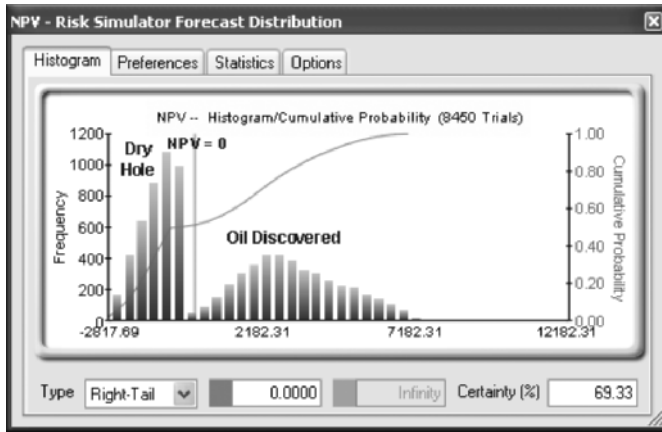 NPV - Risk Simulator Forecast Distribution
Histogram Preferences Statistics Options
NPV -- Histogram/Cumulative Probability (8450 Trials)
1200
1000
800
600
400
200
0
Frequency
Dry
Hole
NPV = 0
Oil Discovered
1.00
0.80
0.60
0.40
0.20
0.00
Cumulative Probability
-2817.69 2182.31 7182.31 12182.31
Type Right-Tail 0.0000 Infinity Certainty (%) 69.33